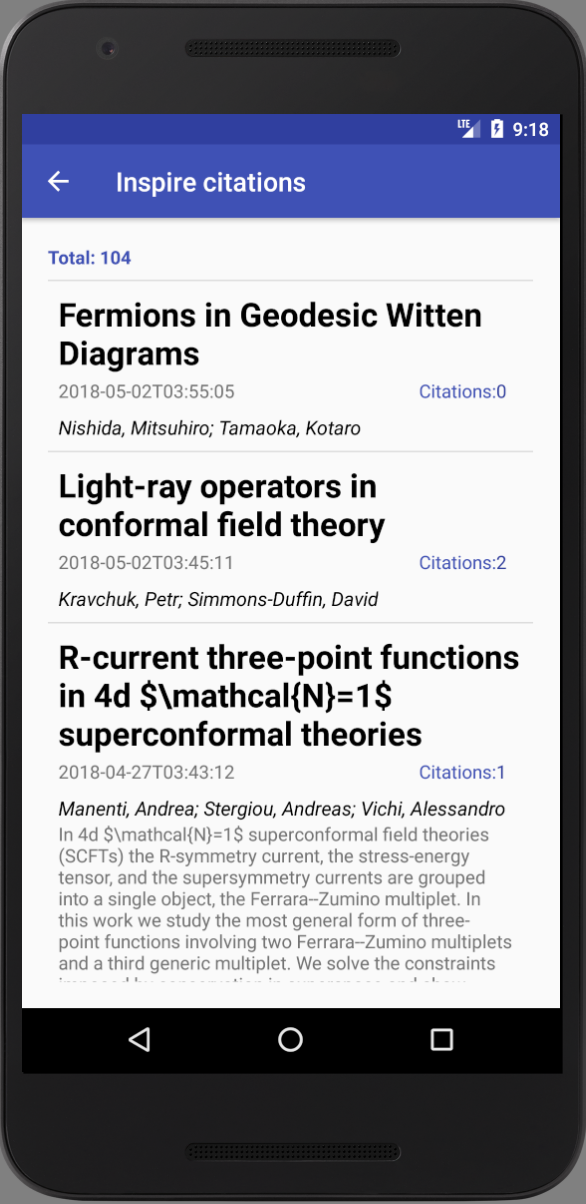 LTE 9:18
Inspire citations
Total: 104
Fermions in Geodesic Witten
Diagrams
2018-05-02T03:55:05 Citations:0
Nishida, Mitsuhiro; Tamaoka, Kotaro
Light-ray operators in
conformal field theory
2018-05-02T03:45:11 Citations:2
Kravchuk, Petr; Simmons-Duffin, David
R-current three-point functions
in 4d $\mathcal{N}=1$
superconformal theories
2018-04-27T03:43:12 Citations:1
Manenti, Andrea; Stergiou, Andreas; Vichi, Alessandro
In 4d $\mathcal{N}=1$ superconformal field theories
(SCFTs) the R-symmetry current, the stress-energy
tensor, and the supersymmetry currents are grouped
into a single object, the Ferrara–Zumino multiplet. In
this work we study the most general form of three-
point functions involving two Ferrara–Zumino multiplets
and a third generic multiplet. We solve the constraints